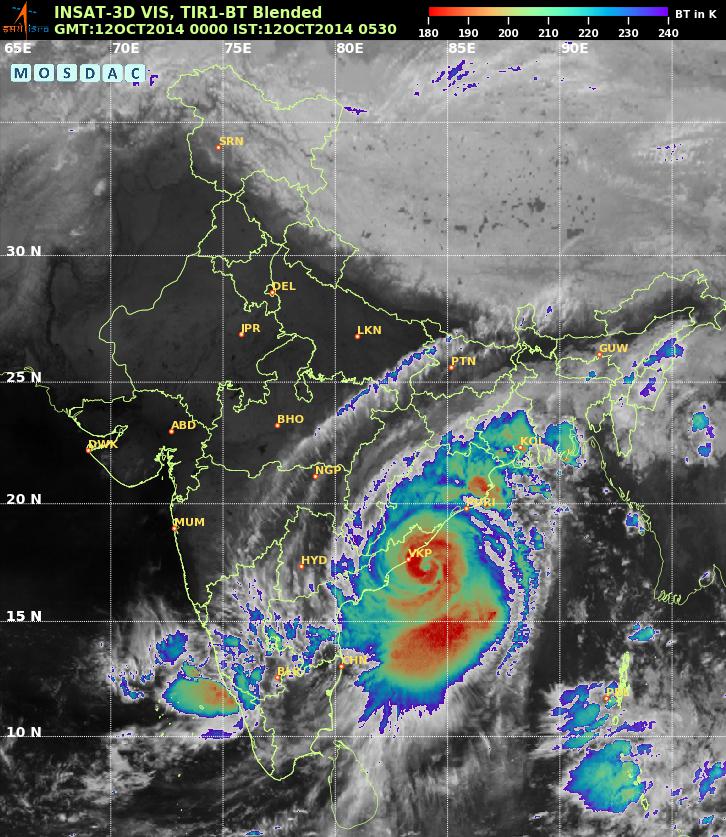 INSAT-3D VIS, TIR1-BT Blended
GMT:12OCT2014 0000 IST:12OCT2014 0530
BT in K
180 190 200 210 220 230 240
65E 70E 75E 80E 85E 90E
MOSDAC
SRN
30 N
DEL
JPR
LKN
GUW
PTN
25 N
ABD
BHO
DWK
KOL
NGP
20 N
PURI
MUM
VKP
HYD
15 N
CHN
BLR
10 N